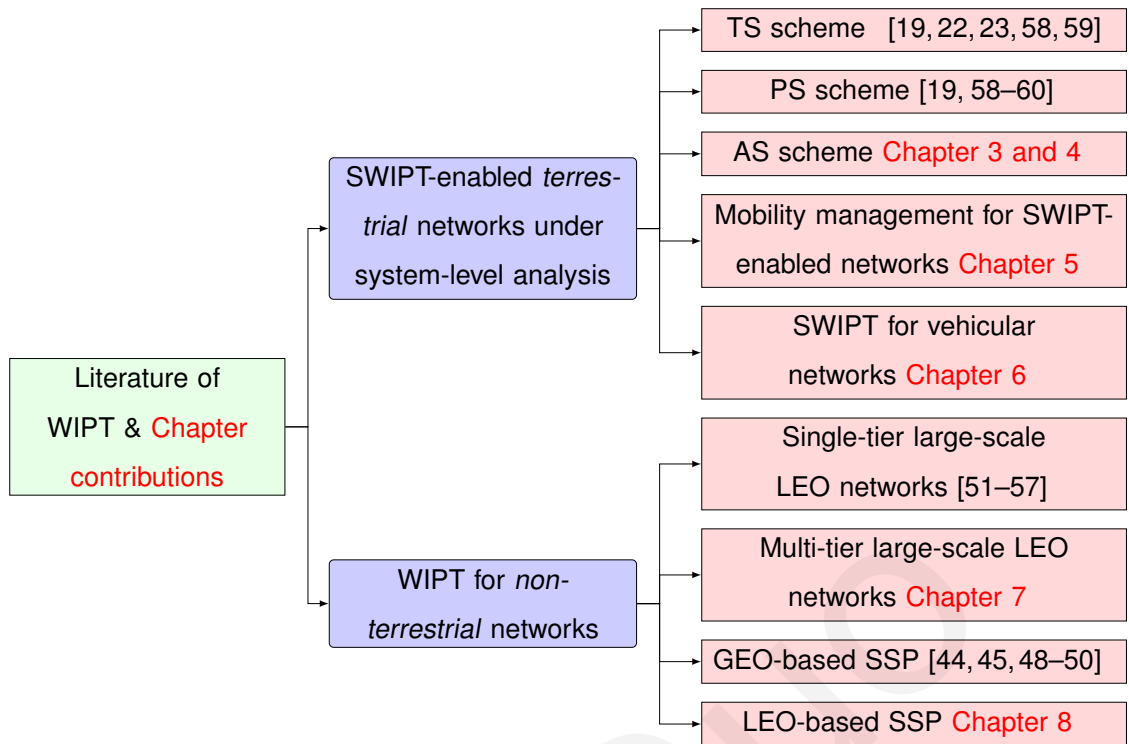 Literature of
WIPT & Chapter
contributions
SWIPT-enabled terres-
trial networks under
system-level analysis
TS scheme [19, 22, 23, 58, 59]
PS scheme [19, 58–60]
AS scheme Chapter 3 and 4
Mobility management for SWIPT-
enabled networks Chapter 5
SWIPT for vehicular
networks Chapter 6
WIPT for non-
terrestrial networks
Single-tier large-scale
LEO networks [51–57]
Multi-tier large-scale LEO
networks Chapter 7
GEO-based SSP [44, 45, 48–50]
LEO-based SSP Chapter 8